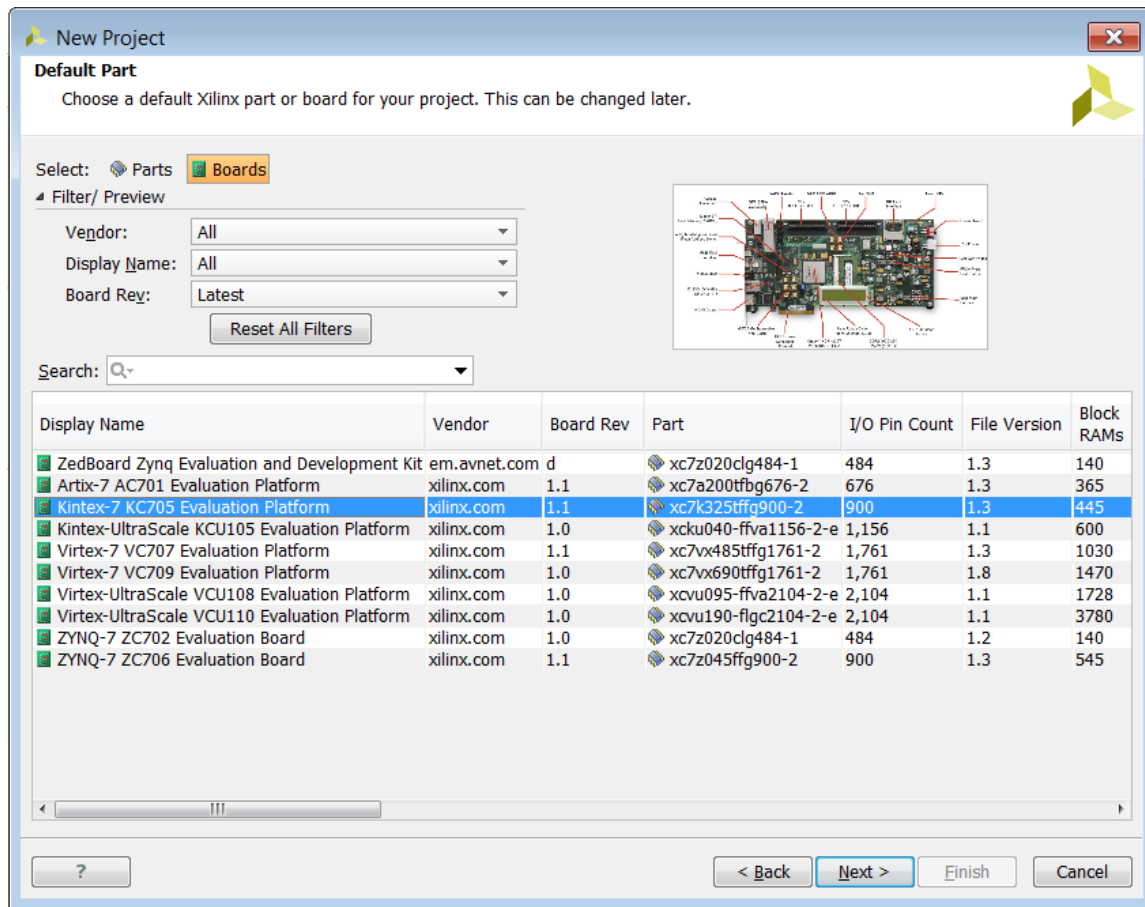 New Project
Default Part
Choose a default Xilinx part or board for your project. This can be changed later.
Select: Parts Boards
Filter/ Preview
Vendor: All
Display Name: All
Board Rev: Latest
Reset All Filters
Search:
Display Name Vendor Board Rev Part I/O Pin Count File Version Block RAMs
ZedBoard Zynq Evaluation and Development Kit em.avnet.com d xc7z020clg484-1 484 1.3 140
Artix-7 AC701 Evaluation Platform xilinx.com 1.1 xc7a200tfbg676-2 676 1.3 365
Kintex-7 KC705 Evaluation Platform xilinx.com 1.1 xc7k325tffg900-2 900 1.3 445
Kintex-UltraScale KCU105 Evaluation Platform xilinx.com 1.0 xcku040-ffva1156-2-e 1,156 1.1 600
Virtex-7 VC707 Evaluation Platform xilinx.com 1.1 xc7vx485tffg1761-2 1,761 1.3 1030
Virtex-7 VC709 Evaluation Platform xilinx.com 1.0 xc7vx690tffg1761-2 1,761 1.8 1470
Virtex-UltraScale VCU108 Evaluation Platform xilinx.com 1.0 xcvu095-ffva2104-2-e 2,104 1.1 1728
Virtex-UltraScale VCU110 Evaluation Platform xilinx.com 1.0 xcvu190-flgc2104-2-e 2,104 1.1 3780
ZYNQ-7 ZC702 Evaluation Board xilinx.com 1.0 xc7z020clg484-1 484 1.2 140
ZYNQ-7 ZC706 Evaluation Board xilinx.com 1.1 xc7z045ffg900-2 900 1.3 545
? < Back Next > Finish Cancel